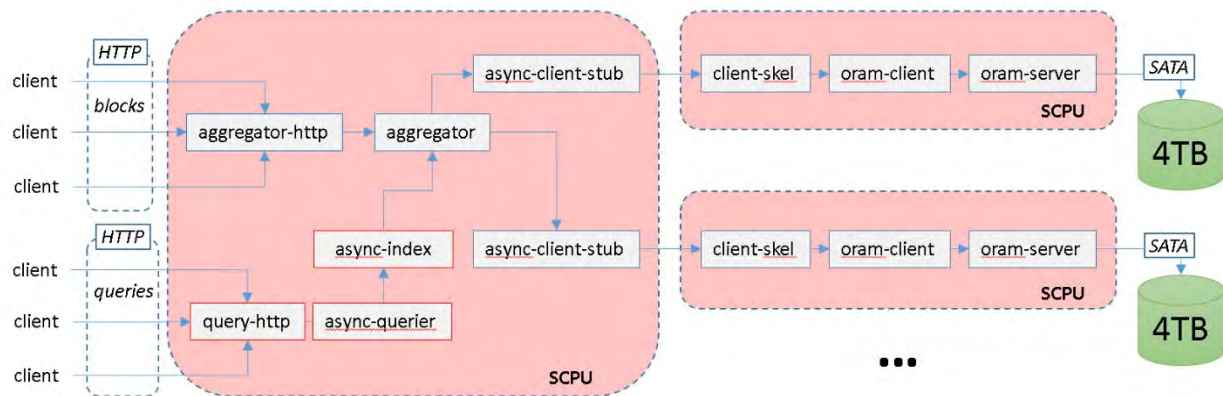 HTTP
client
blocks
client
client
aggregator-http
aggregator
async-client-stub
client-skel
oram-client
oram-server
SCPU
SATA
4TB
HTTP
client
queries
client
client
query-http
async-querier
async-index
async-client-stub
SCPU
client-skel
oram-client
oram-server
SCPU
SATA
4TB
...